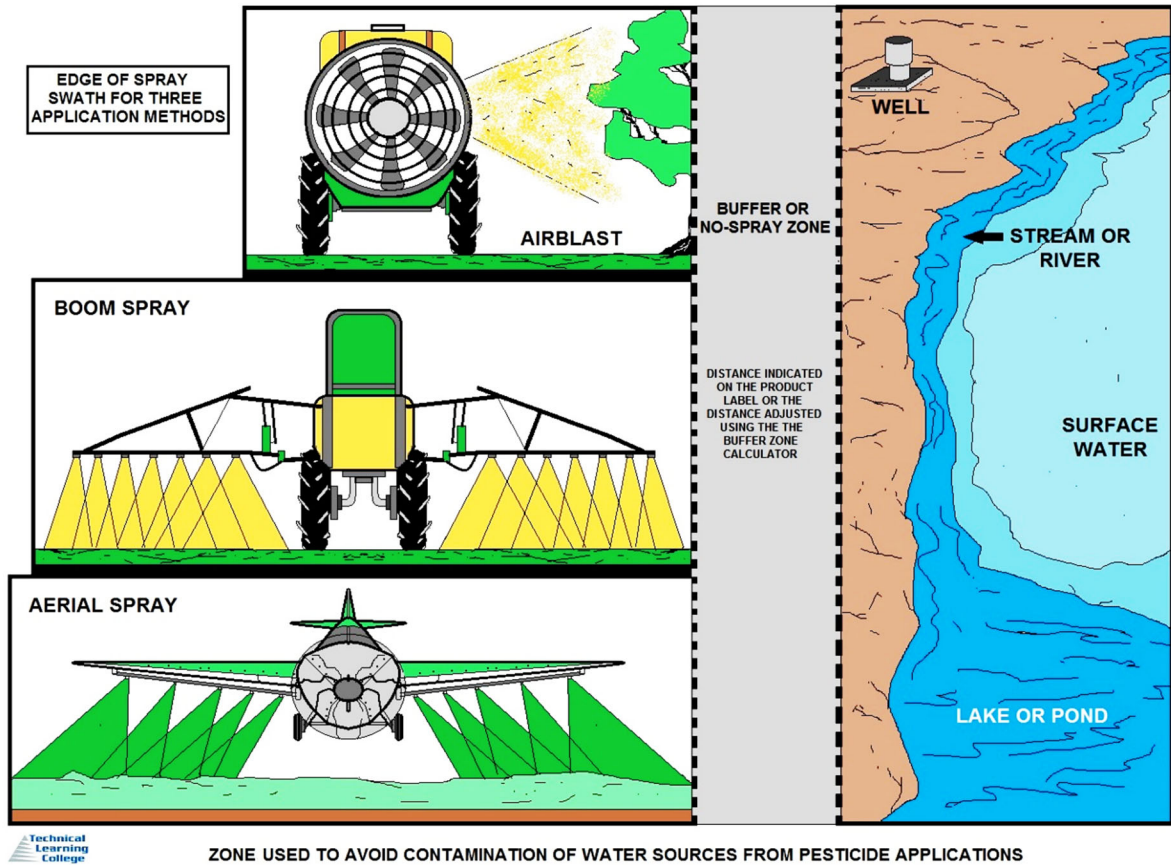 EDGE OF SPRAY
SWATH FOR THREE
APPLICATION METHODS
AIRBLAST
BOOM SPRAY
AERIAL SPRAY
BUFFER OR
NO-SPRAY ZONE
DISTANCE INDICATED
ON THE PRODUCT
LABEL OR THE
DISTANCE ADJUSTED
USING THE THE
BUFFER ZONE
CALCULATOR
WELL
STREAM OR
RIVER
SURFACE
WATER
LAKE OR POND
Technical
Learning
College
ZONE USED TO AVOID CONTAMINATION OF WATER SOURCES FROM PESTICIDE APPLICATIONS